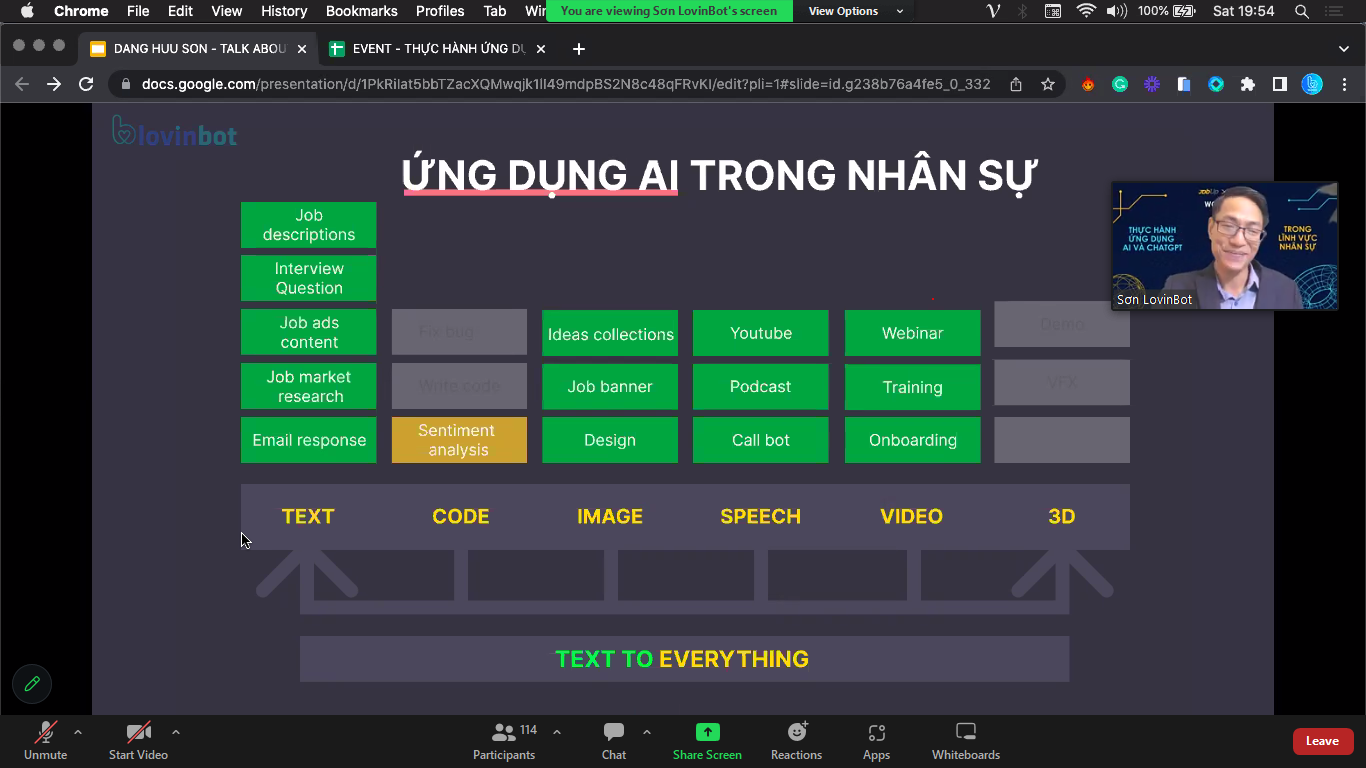 Chrome File Edit View History Bookmarks Profiles Tab Win
You are viewing Sơn LovinBot's screen
View Options
100%
Sat 19:54
DANG HUU SON - TALK ABOU
EVENT - THỰC HÀNH ỨNG DỤ
docs.google.com/presentation/d/1PkRilat5bbTZacXQMwqjk1ll49mdpBS2N8c48qFRvKI/edit?pli=1#slide=id.g238b76a4fe5_0_332
lovinbot
ỨNG DỤNG AI TRONG NHÂN SỰ
Job
descriptions
Interview
Question
Job ads
content
Job market
research
Email response
Fix bug
Write code
Sentiment
analysis
Ideas collections
Job banner
Design
Youtube
Podcast
Call bot
Webinar
Training
Onboarding
Demo
VFX
THỰC HÀNH
ỨNG DỤNG
AI VÀ CHATGPT
TRONG
LĨNH VỰC
NHÂN SỰ
Sơn LovinBot
TEXT CODE IMAGE SPEECH VIDEO 3D
TEXT TO EVERYTHING
Unmute
Start Video
114
Participants
Chat
Share Screen
Reactions
Apps
Whiteboards
Leave